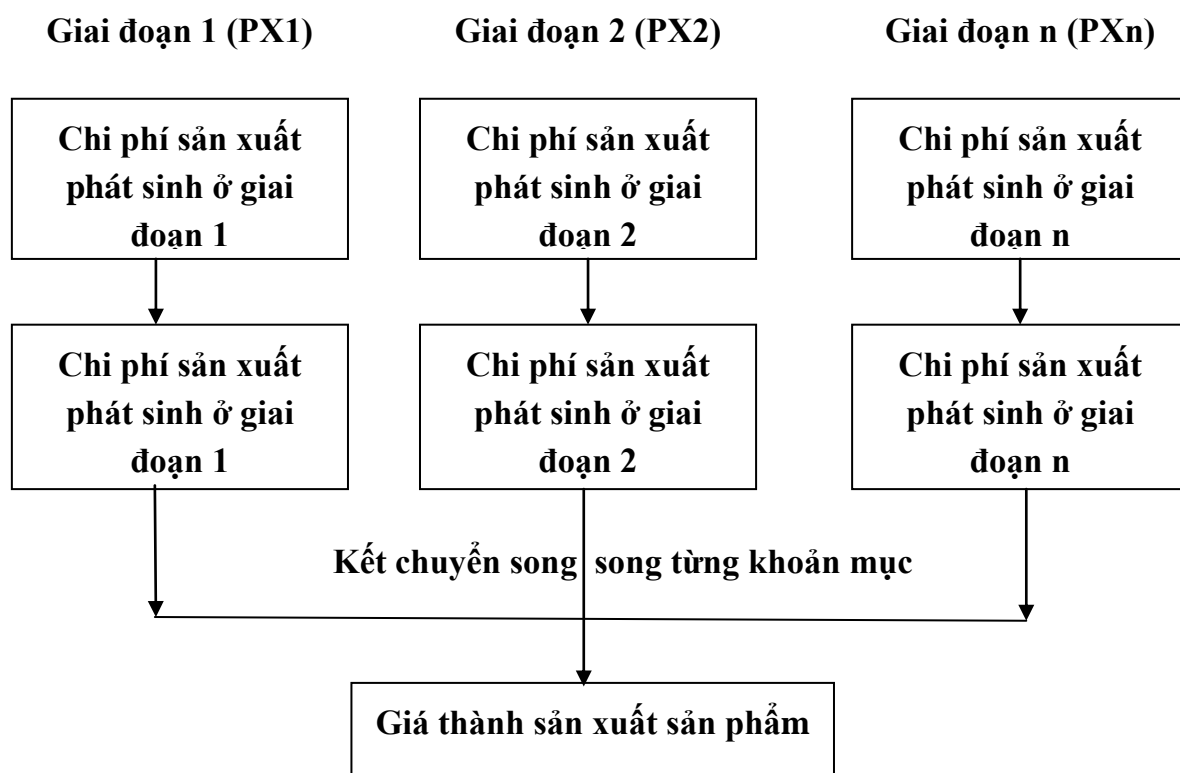 Giai đoạn 1 (PX1)
Giai đoạn 2 (PX2)
Giai đoạn n (PXn)
Chi phí sản xuất
phát sinh ở giai
đoạn 1
Chi phí sản xuất
phát sinh ở giai
đoạn 2
Chi phí sản xuất
phát sinh ở giai
đoạn n
Chi phí sản xuất
phát sinh ở giai
đoạn 1
Chi phí sản xuất
phát sinh ở giai
đoạn 2
Chi phí sản xuất
phát sinh ở giai
đoạn n
Kết chuyển song song từng khoản mục
Giá thành sản xuất sản phẩm